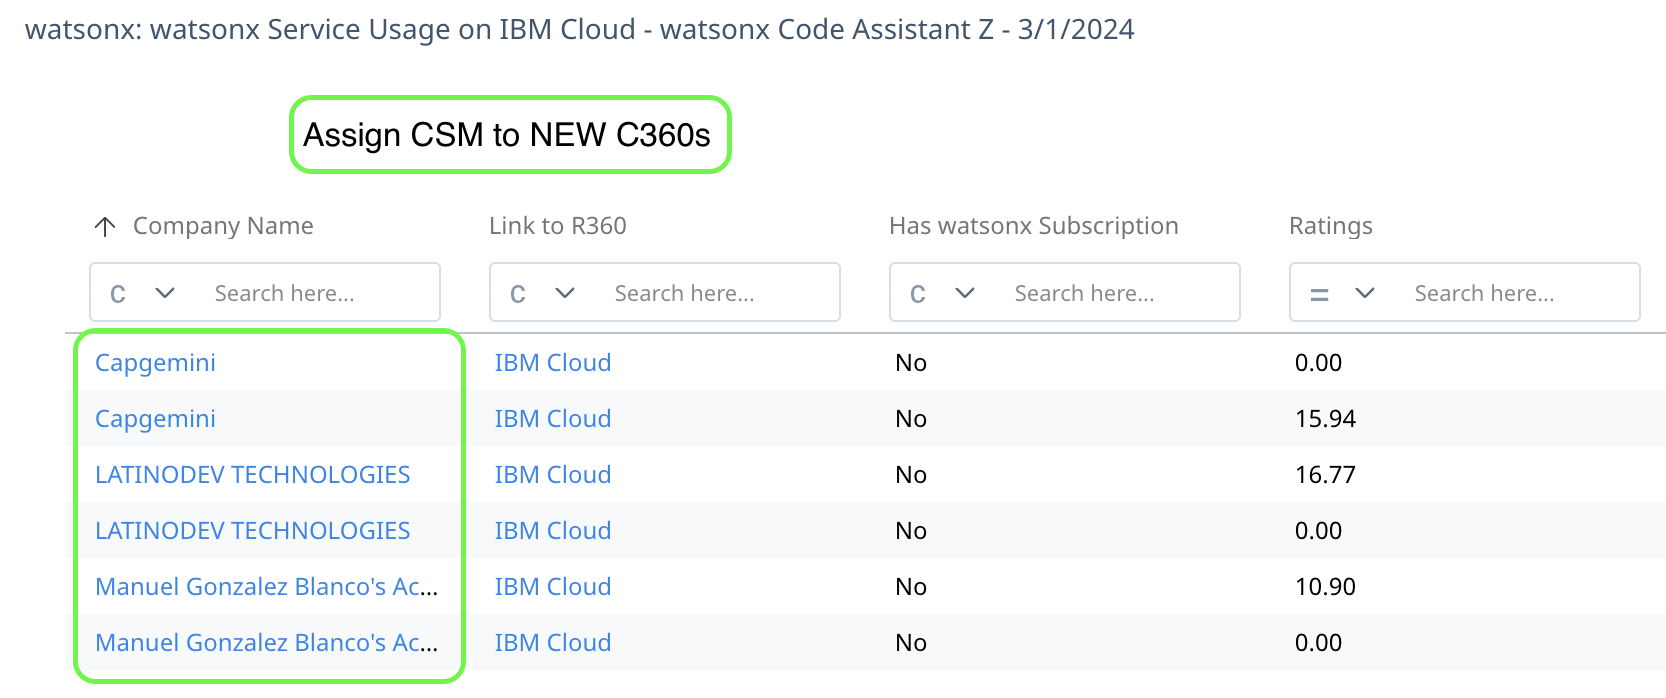 watsonx: watsonx Service Usage on IBM Cloud - watsonx Code Assistant Z - 3/1/2024
Assign CSM to NEW C360s
↑ Company Name Link to R360 Has watsonx Subscription Ratings
C Search here... C Search here... C Search here... = Search here...
Capgemini IBM Cloud No 0.00
Capgemini IBM Cloud No 15.94
LATINODEV TECHNOLOGIES IBM Cloud No 16.77
LATINODEV TECHNOLOGIES IBM Cloud No 0.00
Manuel Gonzalez Blanco's Ac... IBM Cloud No 10.90
Manuel Gonzalez Blanco's Ac... IBM Cloud No 0.00